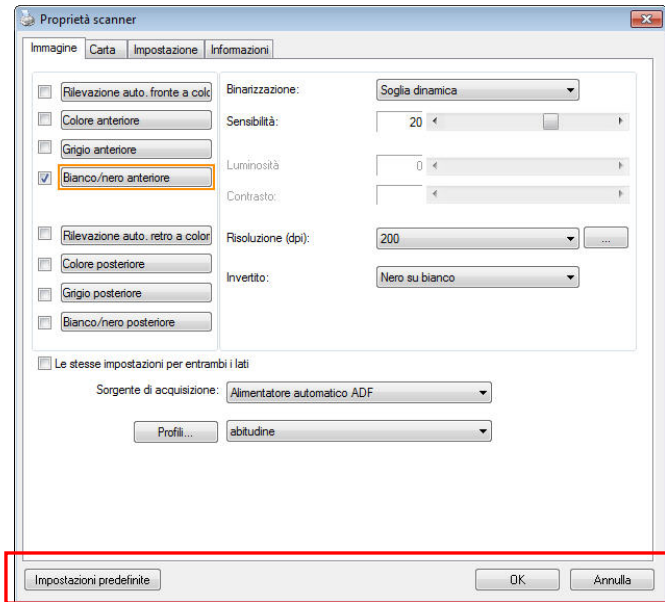 Proprietà scanner
Immagine Carta Impostazione Informazioni
Rilevazione auto. fronte a colo
Colore anteriore
Grigio anteriore
Bianco/nero anteriore
Rilevazione auto. retro a color
Colore posteriore
Grigio posteriore
Bianco/nero posteriore
Binarizzazione: Soglia dinamica
Sensibilità: 20
Luminosità 0
Contrasto:
Risoluzione (dpi): 200 ...
Invertito: Nero su bianco
Le stesse impostazioni per entrambi i lati
Sorgente di acquisizione: Alimentatore automatico ADF
Profili... abitudine
Impostazioni predefinite OK Annulla